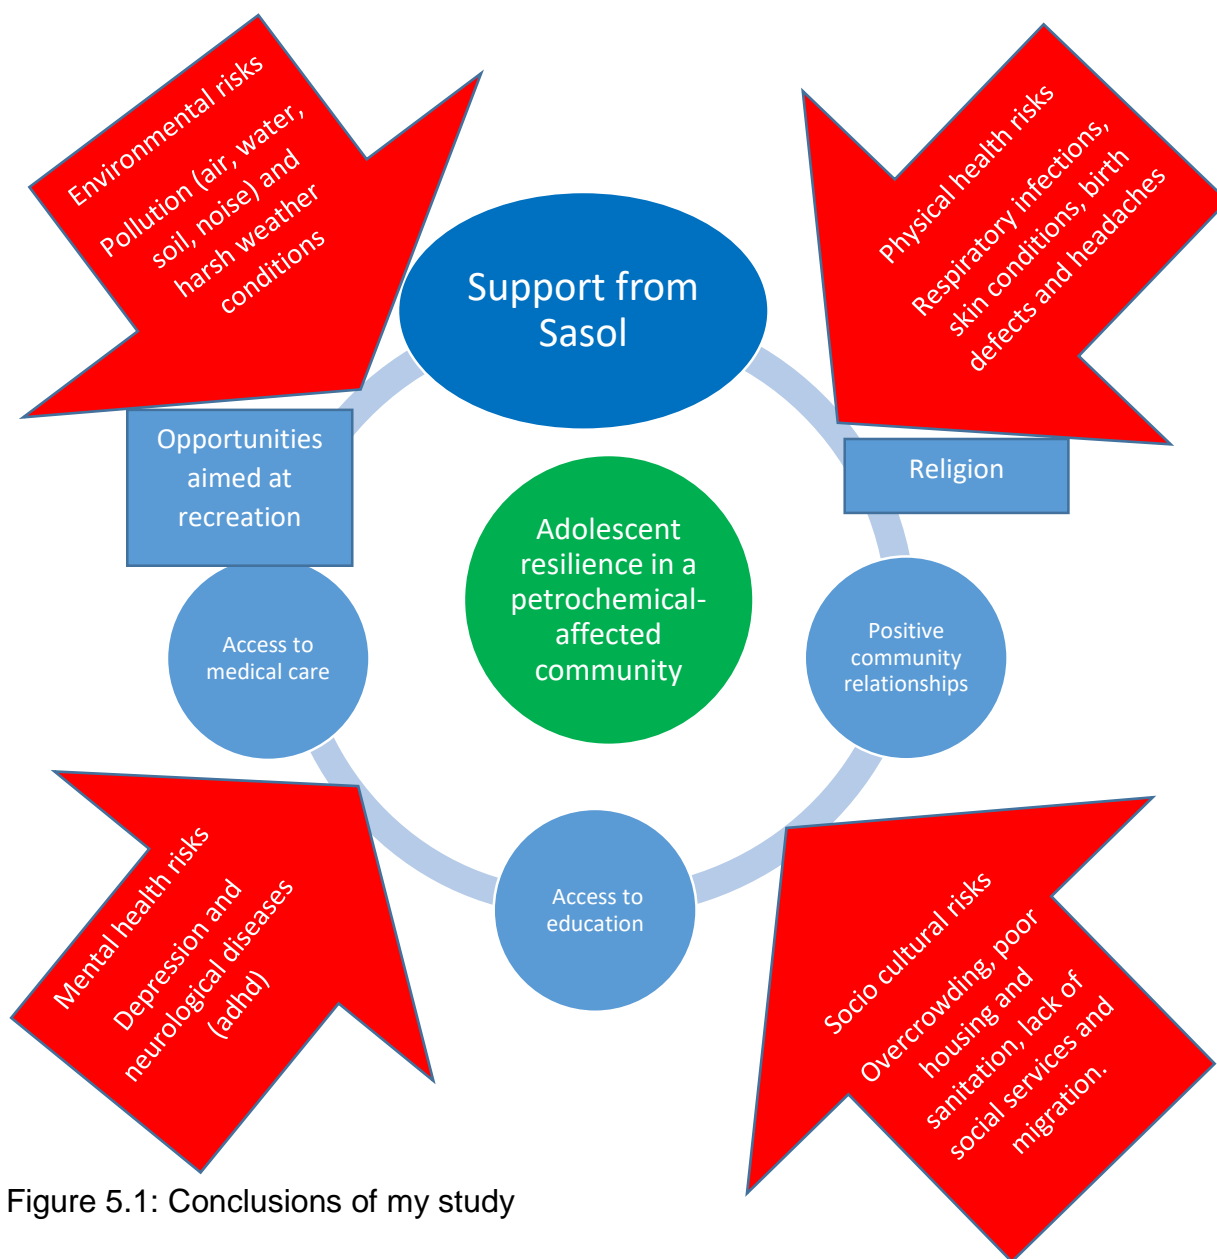 Environmental risks
Pollution (air, water,
soil, noise) and
harsh weather
conditions
Physical health risks
Respiratory infections,
skin conditions, birth
defects and headaches
Support from
Sasol
Opportunities
aimed at
recreation
Religion
Adolescent
resilience in a
petrochemical-
affected
community
Access to
medical care
Positive
community
relationships
Access to
education
Mental health risks
Depression and
neurological diseases
(adhd)
Socio cultural risks
Overcrowding, poor
housing and
sanitation, lack of
social services and
migration.
Figure 5.1: Conclusions of my study